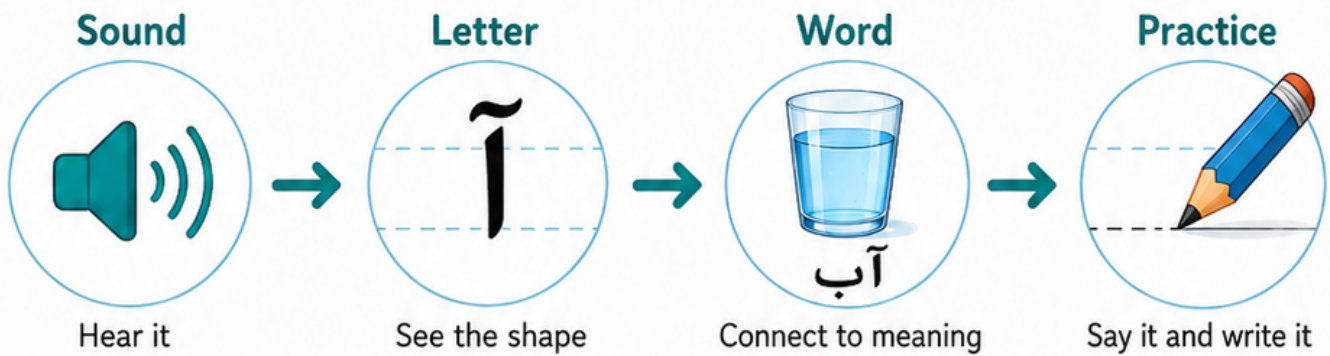 Sound
Letter
Word
Practice
آ
آب
Hear it
See the shape
Connect to meaning
Say it and write it